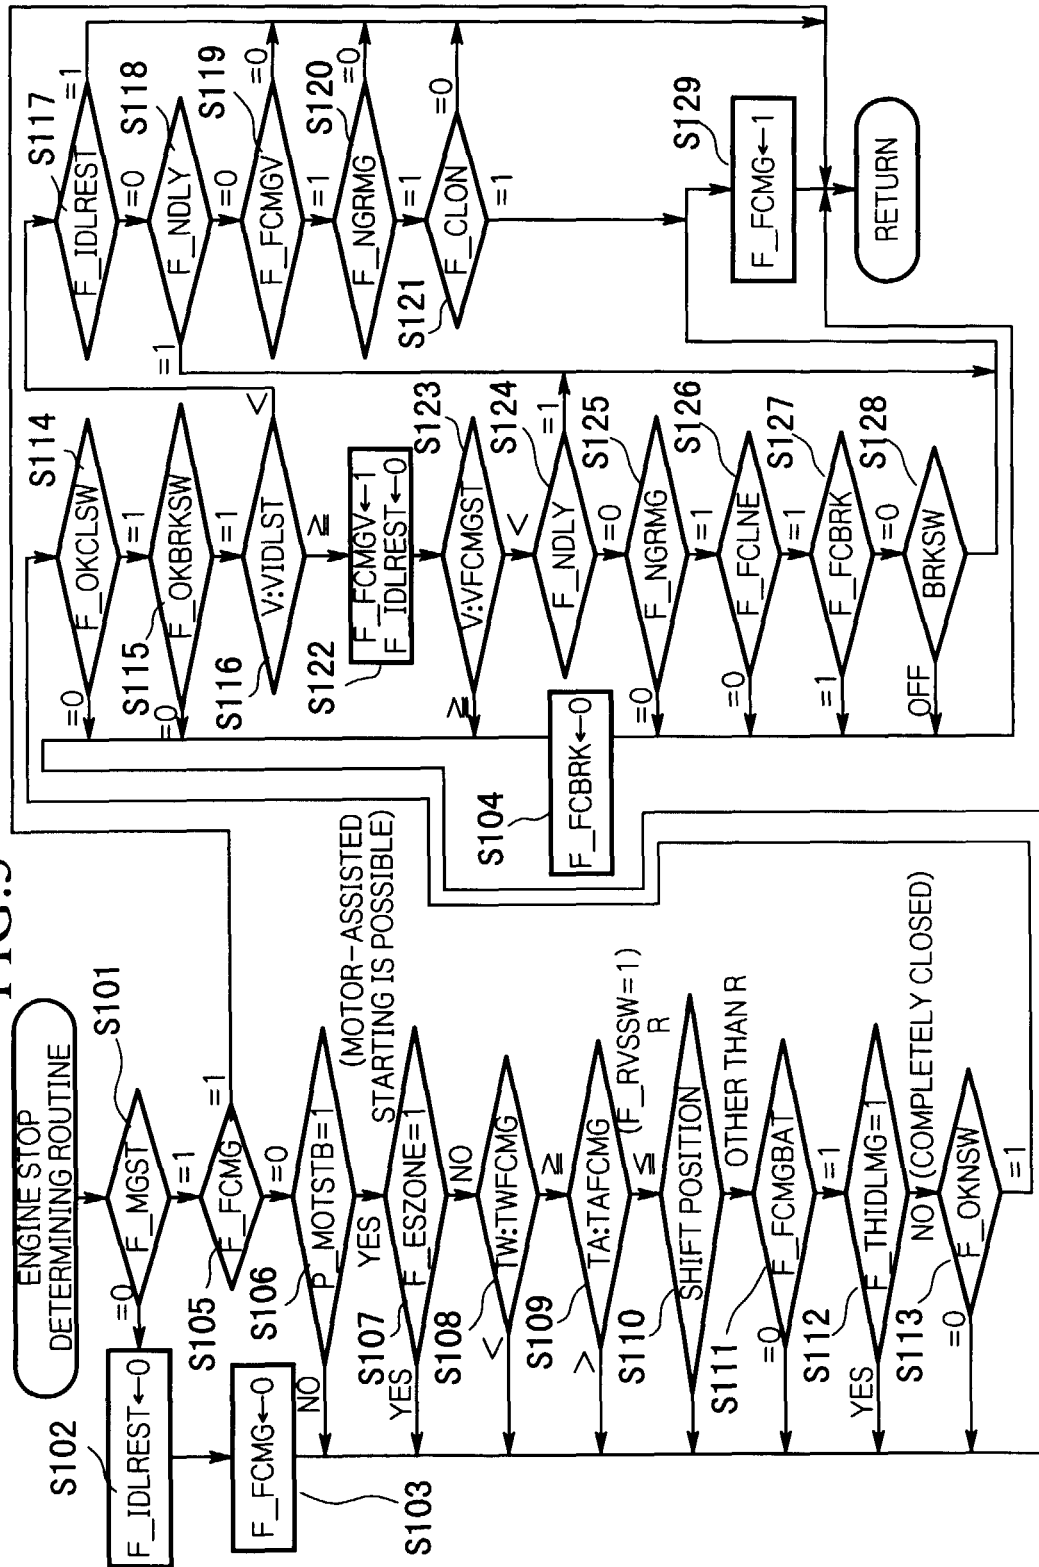 FIG.5
ENGINE STOP
DETERMINING ROUTINE
S101
F_MGST
=0
=1
S102
F_IDLREST←0
S103
F_FCMG←0
S105
F_FCMG
=1
=0
S106
P_MOTSTB=1
NO
YES
(MOTOR-ASSISTED
STARTING IS POSSIBLE)
S107
F_ESZONE=1
YES
NO
S108
TW:TWFCMG
<
≧
S109
TA:TAFCMG
>
≦
(F_RVSSW=1)
R
S110
SHIFT POSITION
OTHER THAN R
S111
F_FCMGBAT
=0
=1
S112
F_THIDLMG=1
YES
NO (COMPLETELY CLOSED)
S113
F_OKNSW
=0
=1
S104
F_FCBRK←0
S114
F_OKCLSW
=0
=1
S115
F_OKBRKSW
=0
=1
S116
V:VIDLST
<
≧
S122
F_FCMGV←1
F_IDLREST←0
S123
V:VFCMGST
≧
<
S124
F_NDLY
=1
=0
S125
F_NGRMG
=0
=1
S126
F_FCLNE
=0
=1
S127
F_FCBRK
=1
=0
S128
BRKSW
OFF
S117
F_IDLREST
=1
=0
S118
F_NDLY
=1
=0
S119
F_FCMGV
=0
=1
S120
F_NGRMG
=0
=1
S121
F_CLON
=0
=1
S129
F_FCMG←1
RETURN